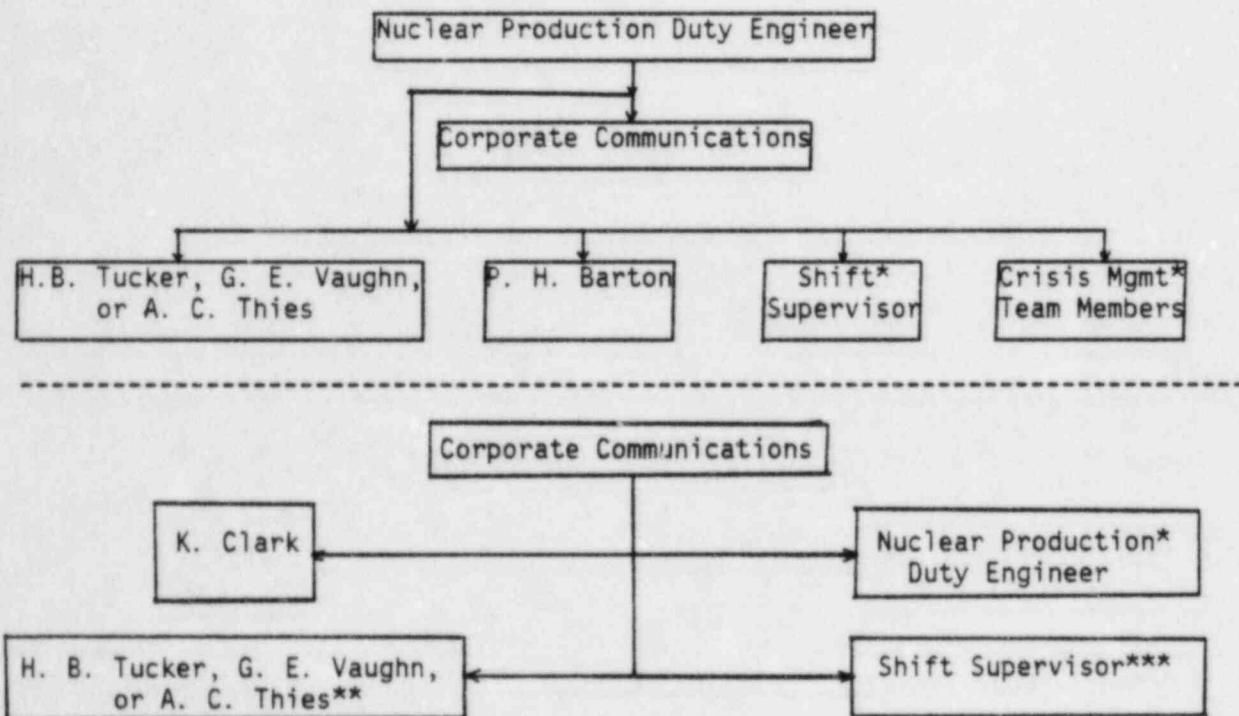 Nuclear Production Duty Engineer
Corporate Communications
H.B. Tucker, G. E. Vaughn,
or A. C. Thies
P. H. Barton
Shift*
Supervisor
Crisis Mgmt*
Team Members
Corporate Communications
K. Clark
Nuclear Production*
Duty Engineer
H. B. Tucker, G. E. Vaughn,
or A. C. Thies**
Shift Supervisor***